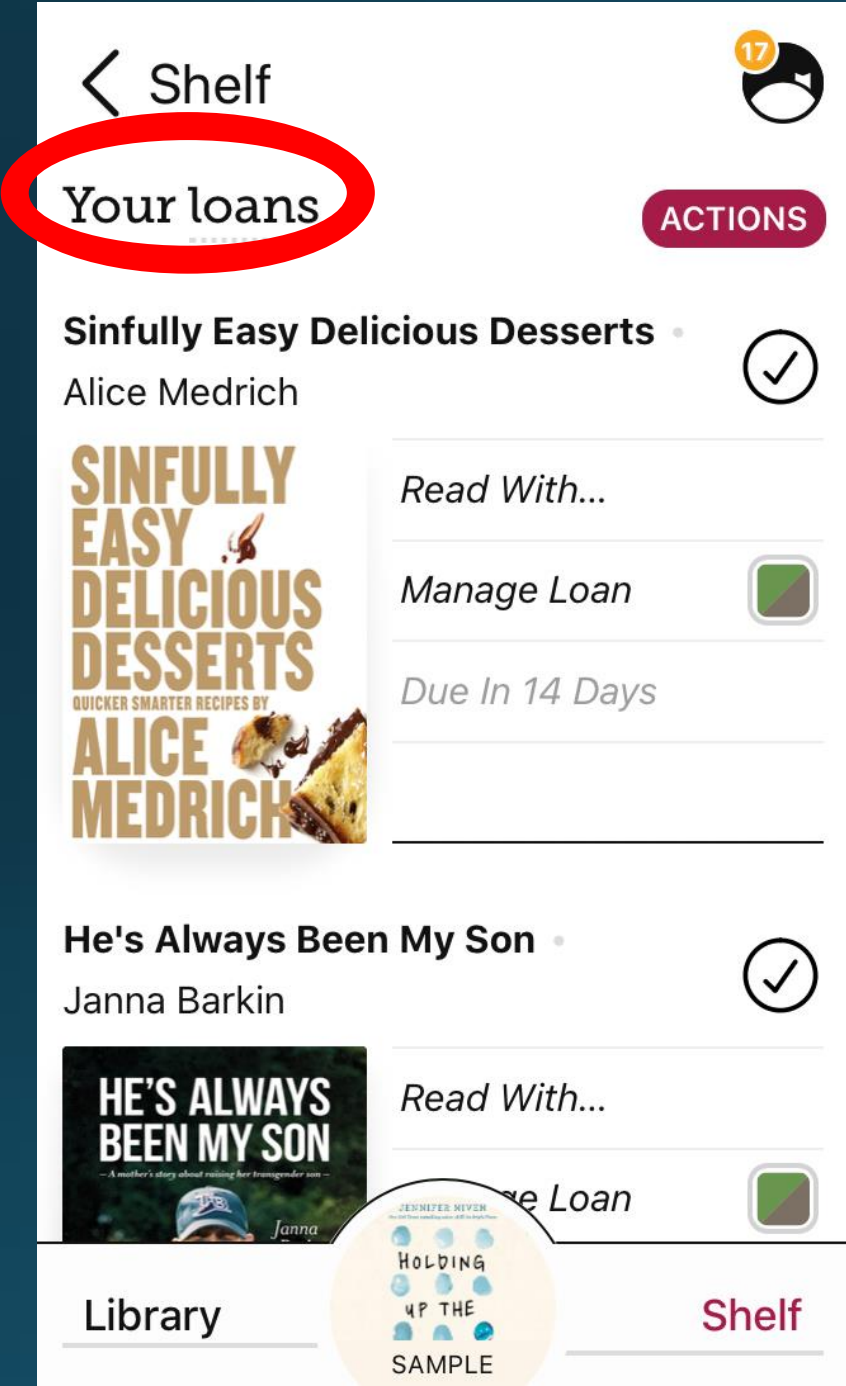 Shelf
17
Your loans
ACTIONS
Sinfully Easy Delicious Desserts
Alice Medrich
SINFULLY
EASY
DELICIOUS
DESSERTS
QUICKER SMARTER RECIPES BY
ALICE
MEDRICH
Read With...
Manage Loan
Due In 14 Days
He's Always Been My Son
Janna Barkin
HE'S ALWAYS
BEEN MY SON
– A mother's story about raising her transgender son –
Janna
Read With...
Loan
Library
JENNIFER NIVEN
HOLDING
UP THE
SAMPLE
Shelf